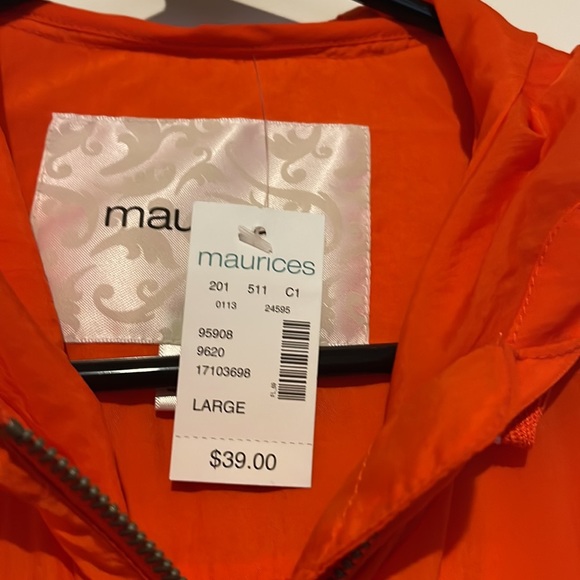 mau
maurices
201 511 C1
0113 24595
95908
9620
17103698
LARGE
$39.00